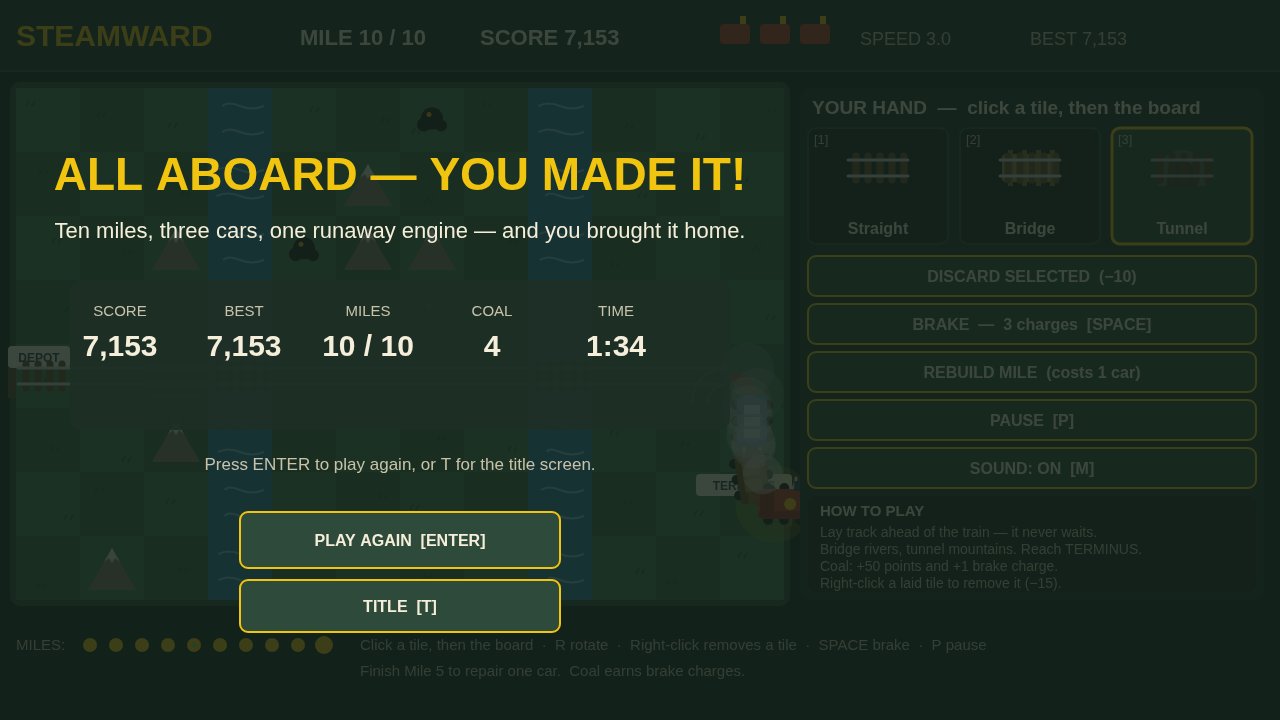 STEAMWARD
MILE 10 / 10
SCORE 7,153
SPEED 3.0
BEST 7,153
ALL ABOARD — YOU MADE IT!
Ten miles, three cars, one runaway engine — and you brought it home.
SCORE
BEST
MILES
COAL
TIME
7,153
7,153
10 / 10
4
1:34
DEPOT
Press ENTER to play again, or T for the title screen.
PLAY AGAIN [ENTER]
TITLE [T]
YOUR HAND — click a tile, then the board
[1]
[2]
[3]
Straight
Bridge
Tunnel
DISCARD SELECTED (−10)
BRAKE — 3 charges [SPACE]
REBUILD MILE (costs 1 car)
PAUSE [P]
SOUND: ON [M]
HOW TO PLAY
Lay track ahead of the train — it never waits.
Bridge rivers, tunnel mountains. Reach TERMINUS.
Coal: +50 points and +1 brake charge.
Right-click a laid tile to remove it (−15).
MILES:
Click a tile, then the board · R rotate · Right-click removes a tile · SPACE brake · P pause
Finish Mile 5 to repair one car. Coal earns brake charges.